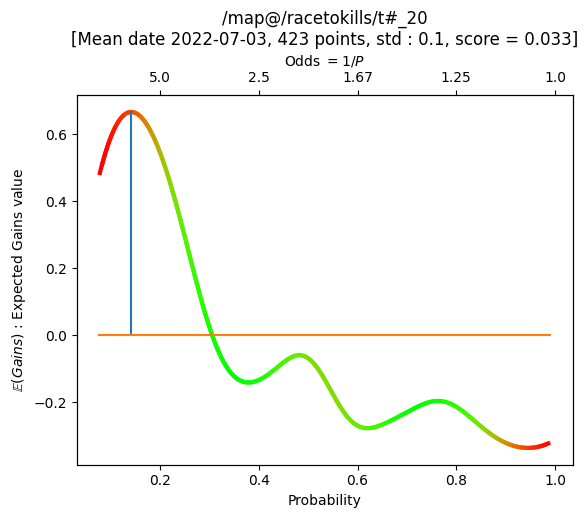 /map@/racetokills/t#_20
[Mean date 2022-07-03, 423 points, std : 0.1, score = 0.033]
Odds = 1/P
5.0 2.5 1.67 1.25 1.0
0.6
0.4
0.2
0.0
−0.2
𝔼(Gains) : Expected Gains value
0.2 0.4 0.6 0.8 1.0
Probability